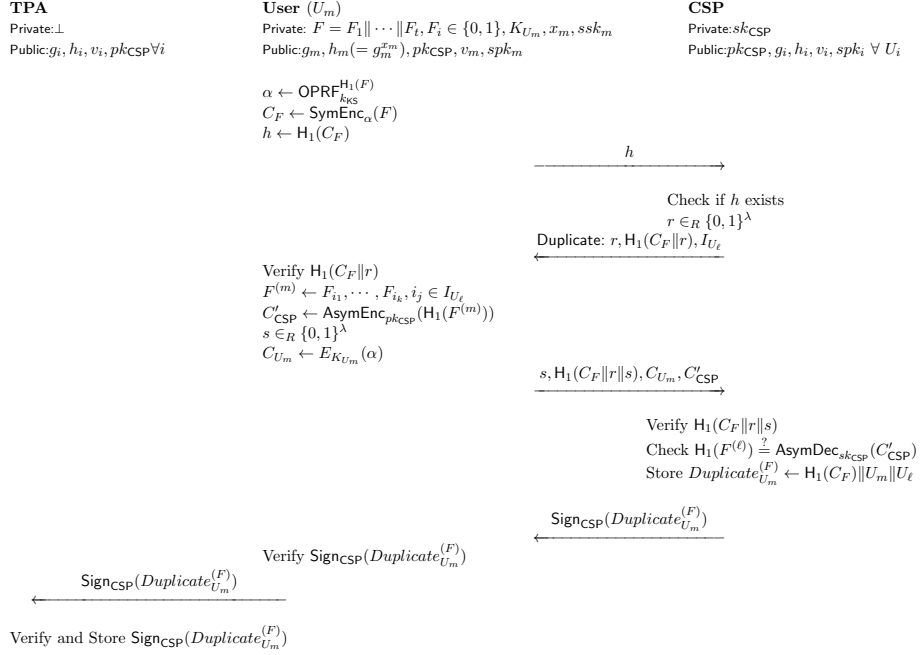 TPA User (U_m) CSP
Private:⊥ Private: F = F_1‖···‖F_t, F_i ∈ {0, 1}, K_{U_m}, x_m, ssk_m Private:sk_CSP
Public:g_i, h_i, v_i, pk_CSP∀i Public:g_m, h_m(= g_m^{x_m}), pk_CSP, v_m, spk_m Public:pk_CSP, g_i, h_i, v_i, spk_i ∀ U_i
α ← OPRF_{k_KS}^{H_1(F)}
C_F ← SymEnc_α(F)
h ← H_1(C_F)
h
Check if h exists
r ∈_R {0, 1}^λ
Duplicate: r, H_1(C_F‖r), I_{U_ℓ}
Verify H_1(C_F‖r)
F^{(m)} ← F_{i_1}, ··· , F_{i_k}, i_j ∈ I_{U_ℓ}
C'_CSP ← AsymEnc_{pk_CSP}(H_1(F^{(m)}))
s ∈_R {0, 1}^λ
C_{U_m} ← E_{K_{U_m}}(α)
s, H_1(C_F‖r‖s), C_{U_m}, C'_CSP
Verify H_1(C_F‖r‖s)
Check H_1(F^{(ℓ)}) ≟ AsymDec_{sk_CSP}(C'_CSP)
Store Duplicate_{U_m}^{(F)} ← H_1(C_F)‖U_m‖U_ℓ
Sign_CSP(Duplicate_{U_m}^{(F)})
Verify Sign_CSP(Duplicate_{U_m}^{(F)})
Sign_CSP(Duplicate_{U_m}^{(F)})
Verify and Store Sign_CSP(Duplicate_{U_m}^{(F)})